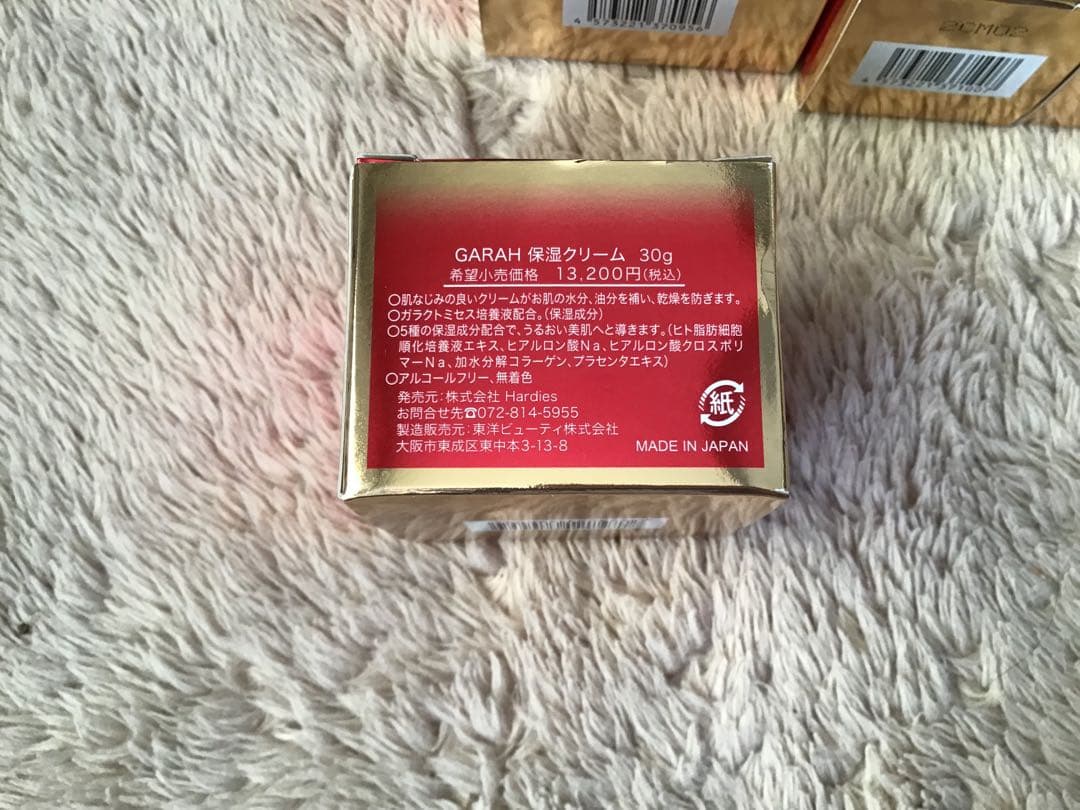 4 573221 370956
2CM02
4 573221 371007
GARAH 保湿クリーム 30g
希望小売価格 13,200円(税込)
○肌なじみの良いクリームがお肌の水分、油分を補い、乾燥を防ぎます。
○ガラクトミセス培養液配合。(保湿成分)
○5種の保湿成分配合で、うるおい美肌へと導きます。(ヒト脂肪細胞
順化培養液エキス、ヒアルロン酸Na、ヒアルロン酸クロスポリ
マーNa、加水分解コラーゲン、プラセンタエキス)
○アルコールフリー、無着色
発売元:株式会社 Hardies
お問合せ先☎072-814-5955
製造販売元:東洋ビューティ株式会社
大阪市東成区東中本3-13-8
紙
MADE IN JAPAN